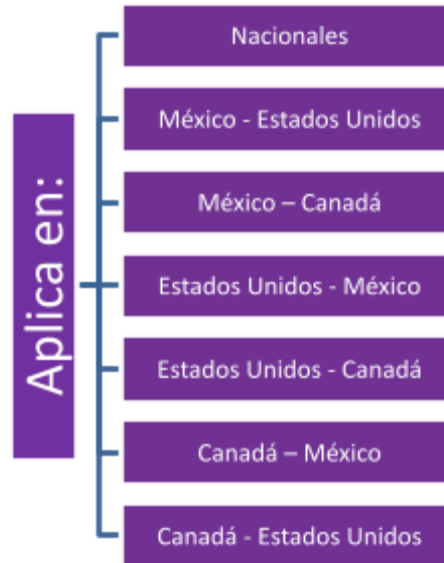 Aplica en:
Nacionales
México - Estados Unidos
México – Canadá
Estados Unidos - México
Estados Unidos - Canadá
Canadá – México
Canadá - Estados Unidos